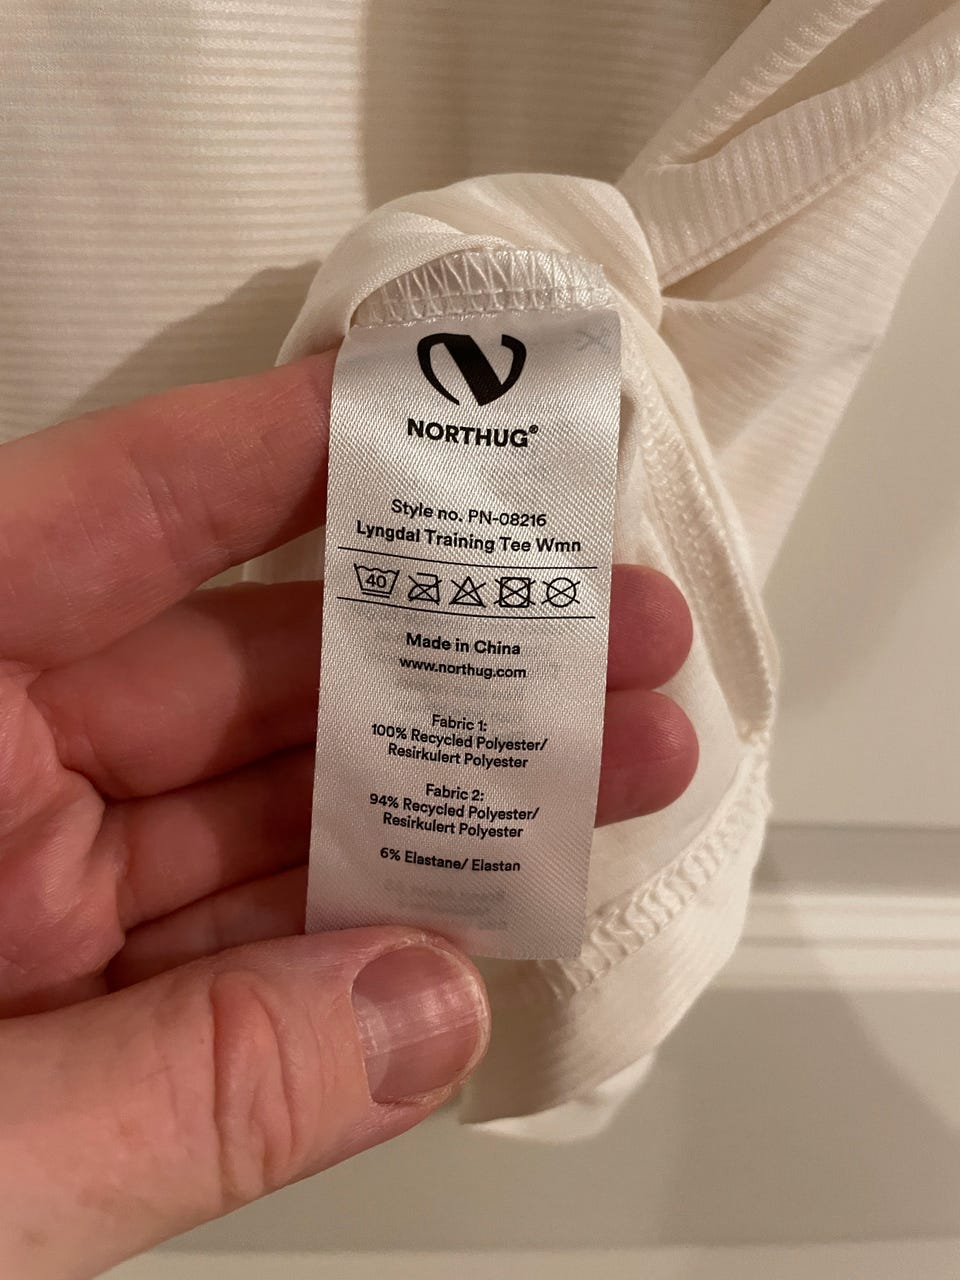 NORTHUG®
Style no. PN-08216
Lyngdal Training Tee Wmn
40
Made in China
www.northug.com
Fabric 1:
100% Recycled Polyester/
Resirkulert Polyester
Fabric 2:
94% Recycled Polyester/
Resirkulert Polyester
6% Elastane/ Elastan